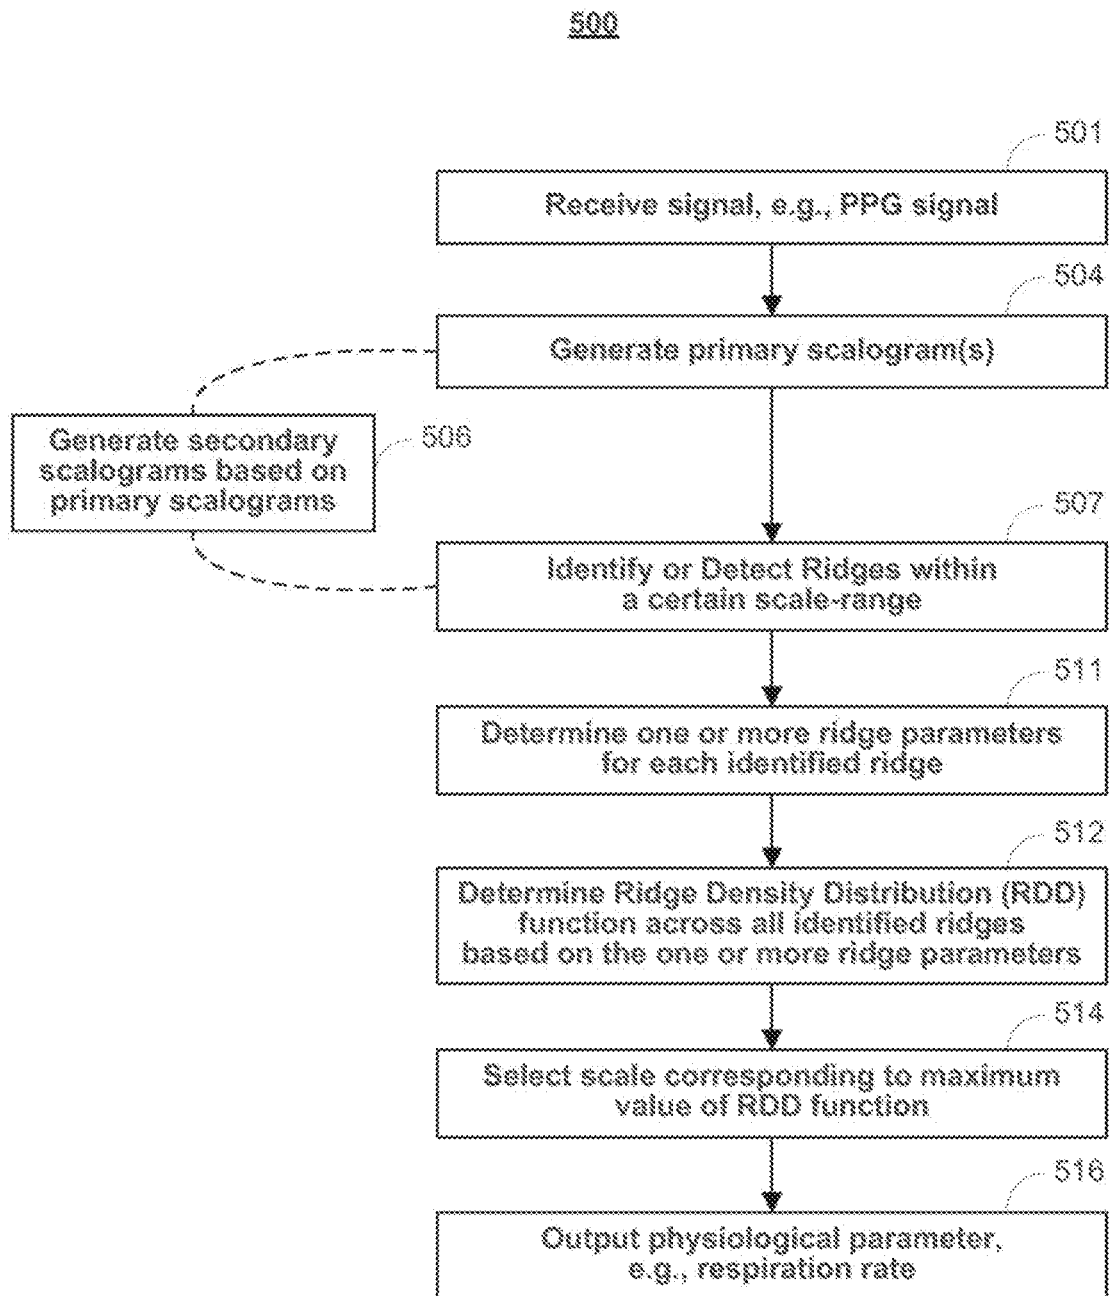 500
501
Receive signal, e.g., PPG signal
504
Generate primary scalogram(s)
Generate secondary
scalograms based on
primary scalograms
506
507
Identify or Detect Ridges within
a certain scale-range
511
Determine one or more ridge parameters
for each identified ridge
512
Determine Ridge Density Distribution (RDD)
function across all identified ridges
based on the one or more ridge parameters
514
Select scale corresponding to maximum
value of RDD function
516
Output physiological parameter,
e.g., respiration rate